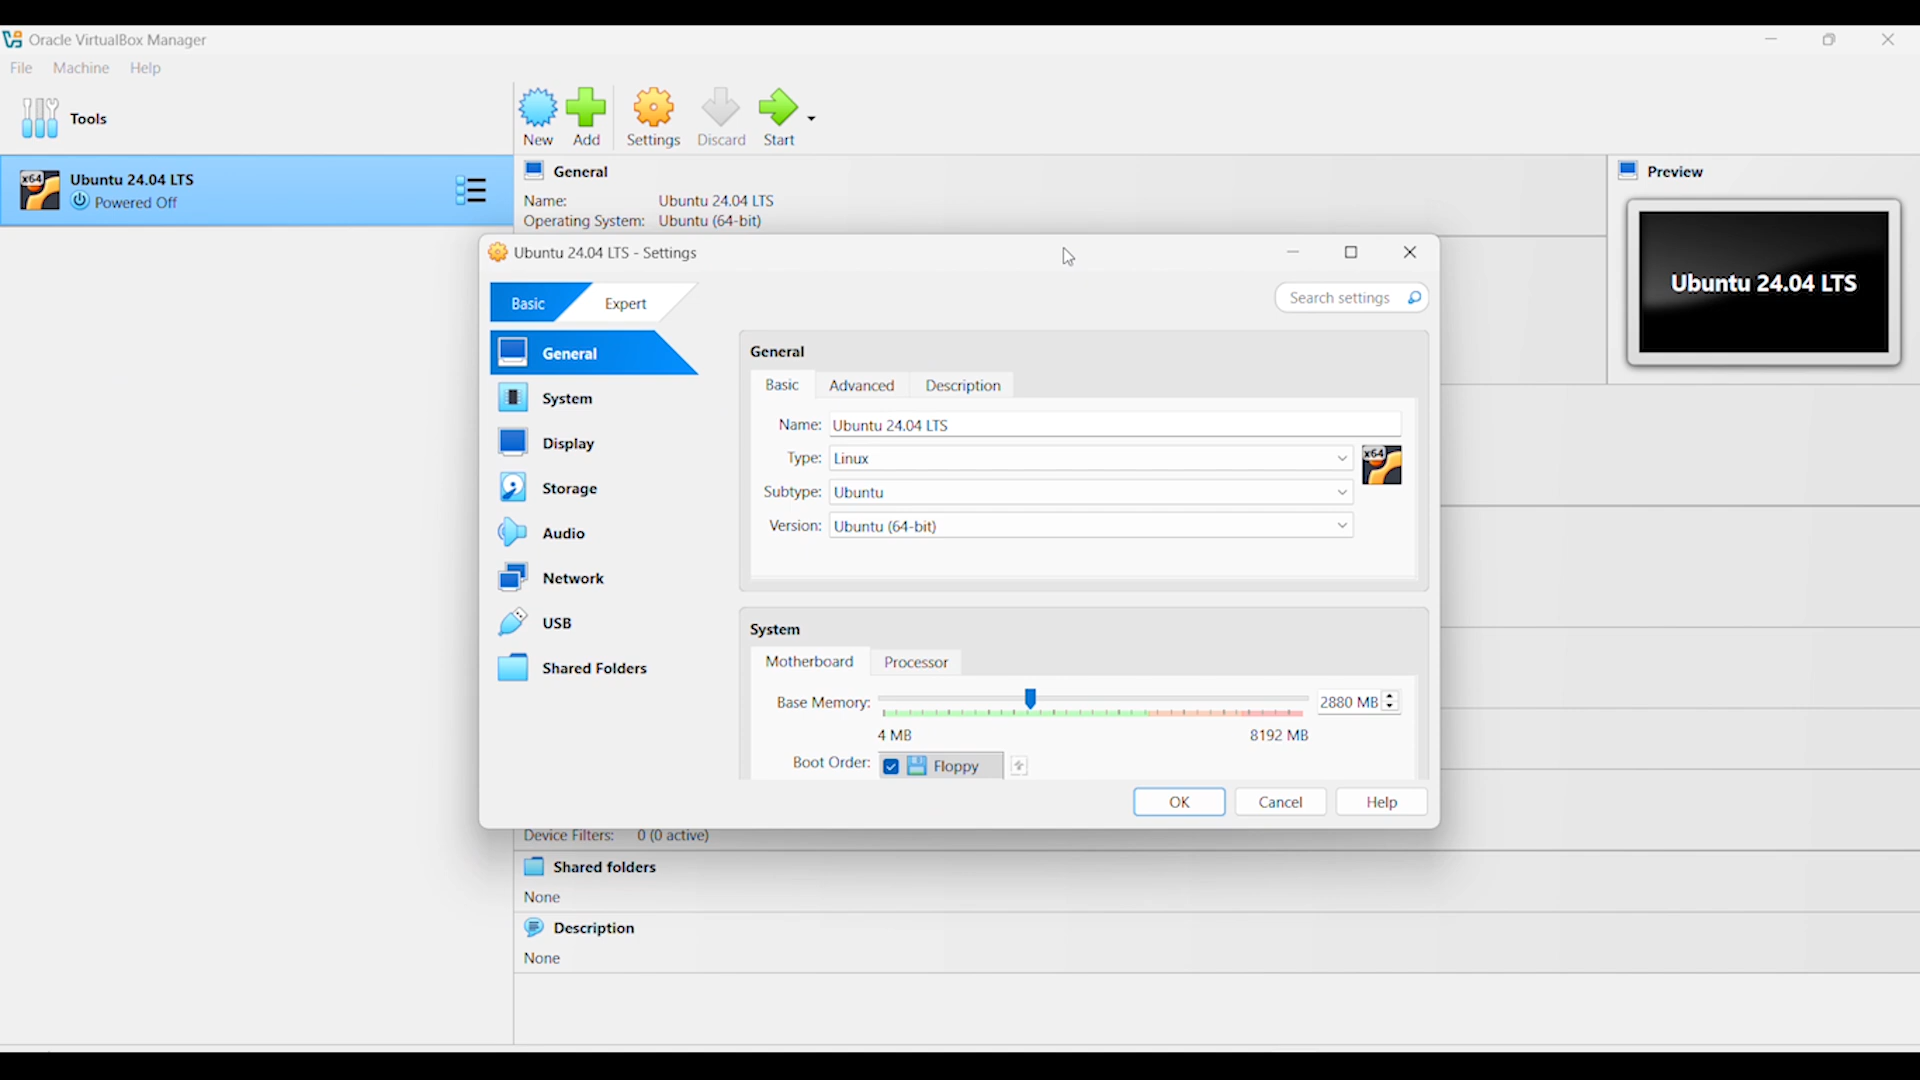 Oracle VirtualBox Manager
File Machine Help
Tools
New Add Settings Discard Start
x64 Ubuntu 24.04 LTS
Powered Off
General
Name: Ubuntu 24.04 LTS
Operating System: Ubuntu (64-bit)
Preview
Ubuntu 24.04 LTS
Ubuntu 24.04 LTS - Settings
Basic Expert
Search settings
General
System
Display
Storage
Audio
Network
USB
Shared Folders
General
Basic Advanced Description
Name: Ubuntu 24.04 LTS
Type: Linux
x64
Subtype: Ubuntu
Version: Ubuntu (64-bit)
System
Motherboard Processor
Base Memory: 2880 MB
4 MB 8192 MB
Boot Order: Floppy
OK Cancel Help
Device Filters: 0 (0 active)
Shared folders
None
Description
None